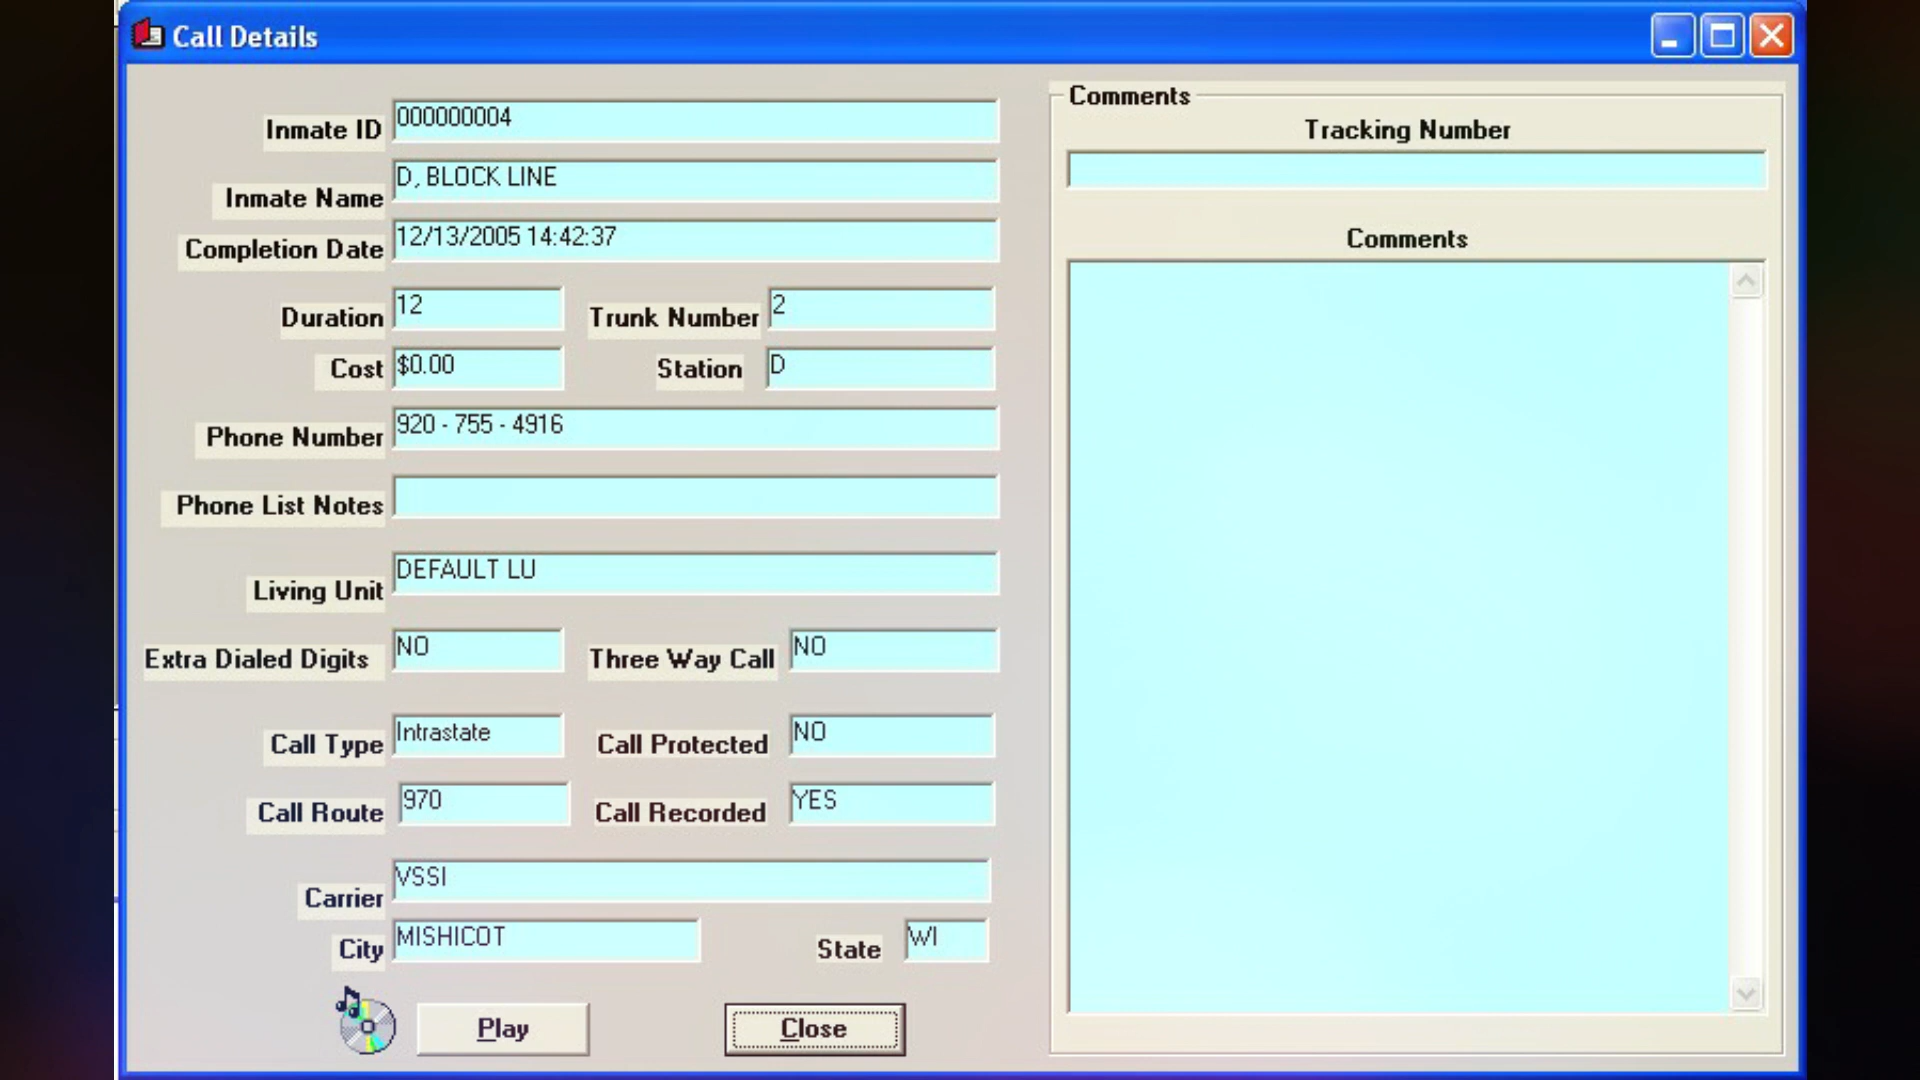 Call Details
Inmate ID 000000004
Inmate Name D, BLOCK LINE
Completion Date 12/13/2005 14:42:37
Duration 12 Trunk Number 2
Cost $0.00 Station D
Phone Number 920 - 755 - 4916
Phone List Notes
Living Unit DEFAULT LU
Extra Dialed Digits NO Three Way Call NO
Call Type Intrastate Call Protected NO
Call Route 970 Call Recorded YES
Carrier VSSI
City MISHICOT State WI
Play Close
Comments
Tracking Number
Comments